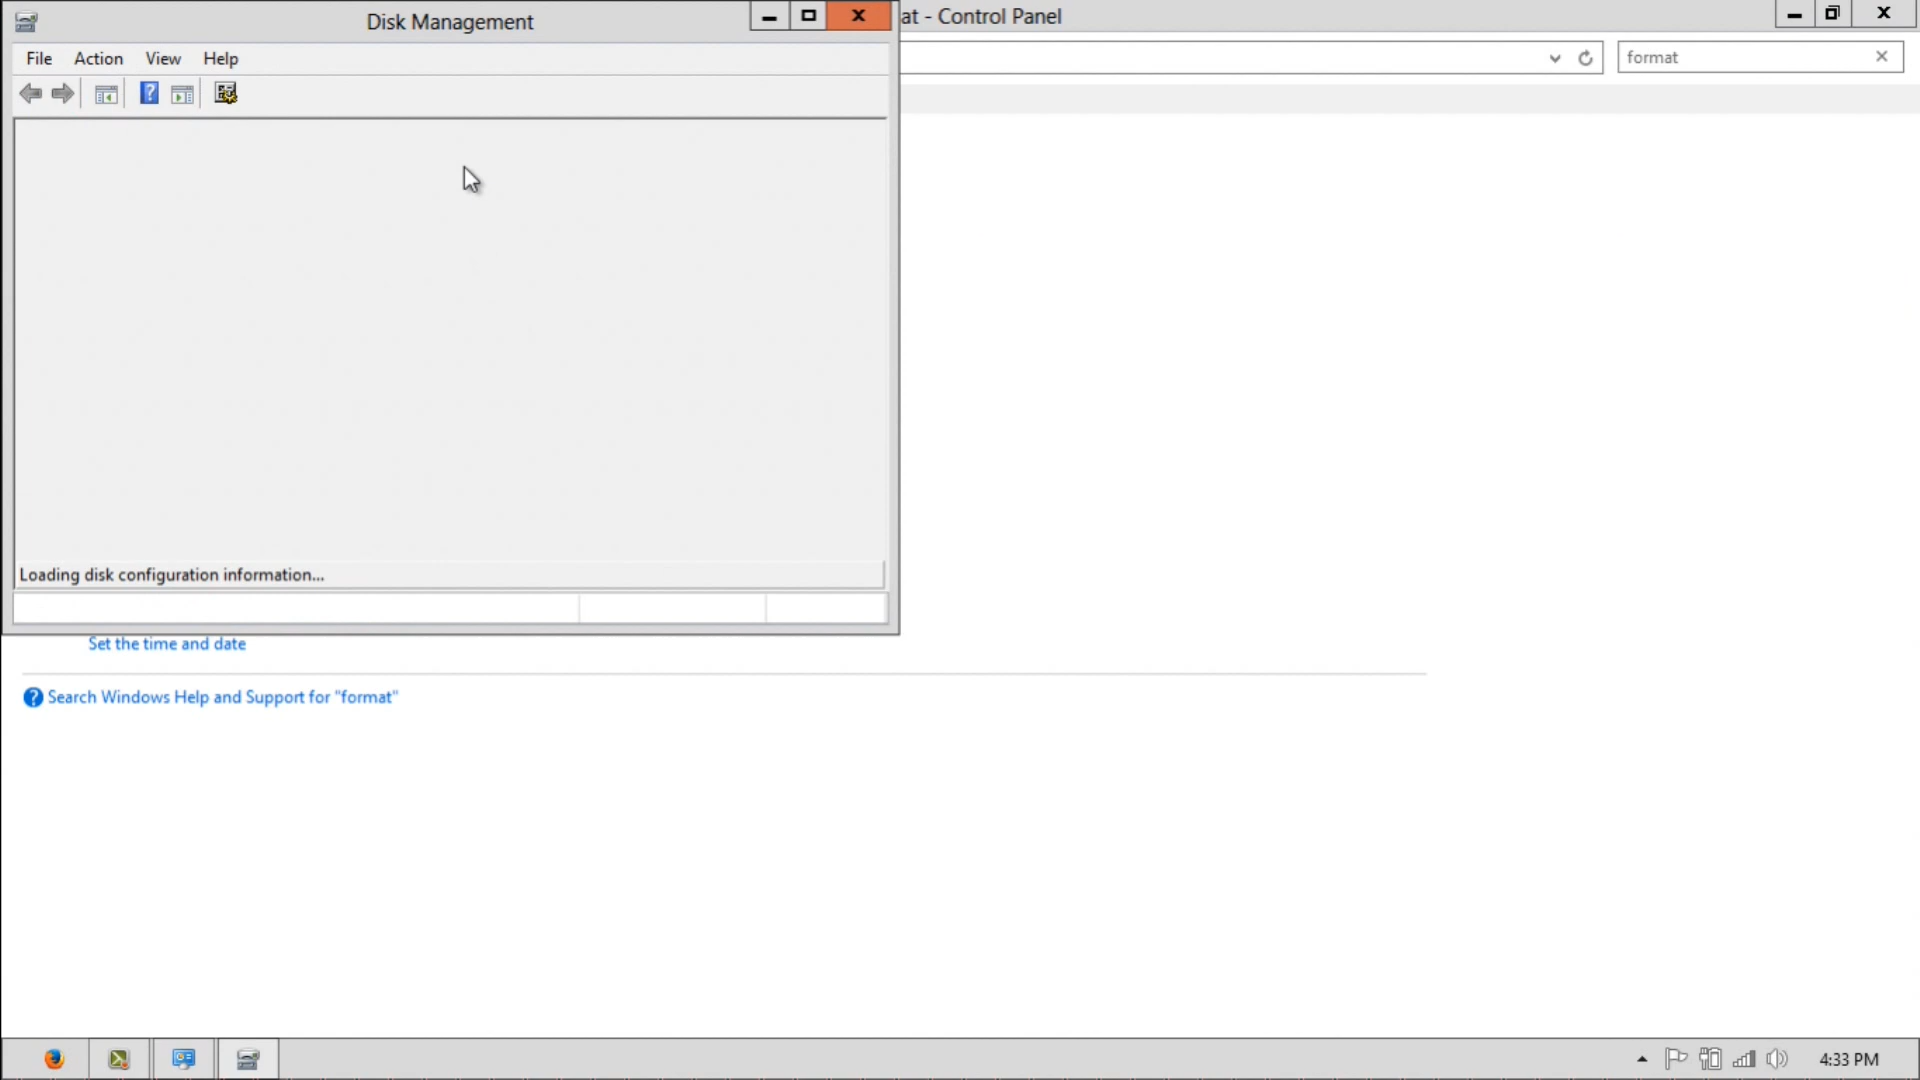 Disk Management
at - Control Panel
File Action View Help
format
Loading disk configuration information...
Set the time and date
Search Windows Help and Support for "format"
4:33 PM